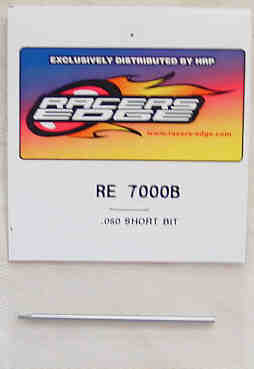 EXCLUSIVELY DISTRIBUTED BY HRP
RACERS
EDGE
www.racers-edge.com
RE 7000B
.050 SHORT BIT